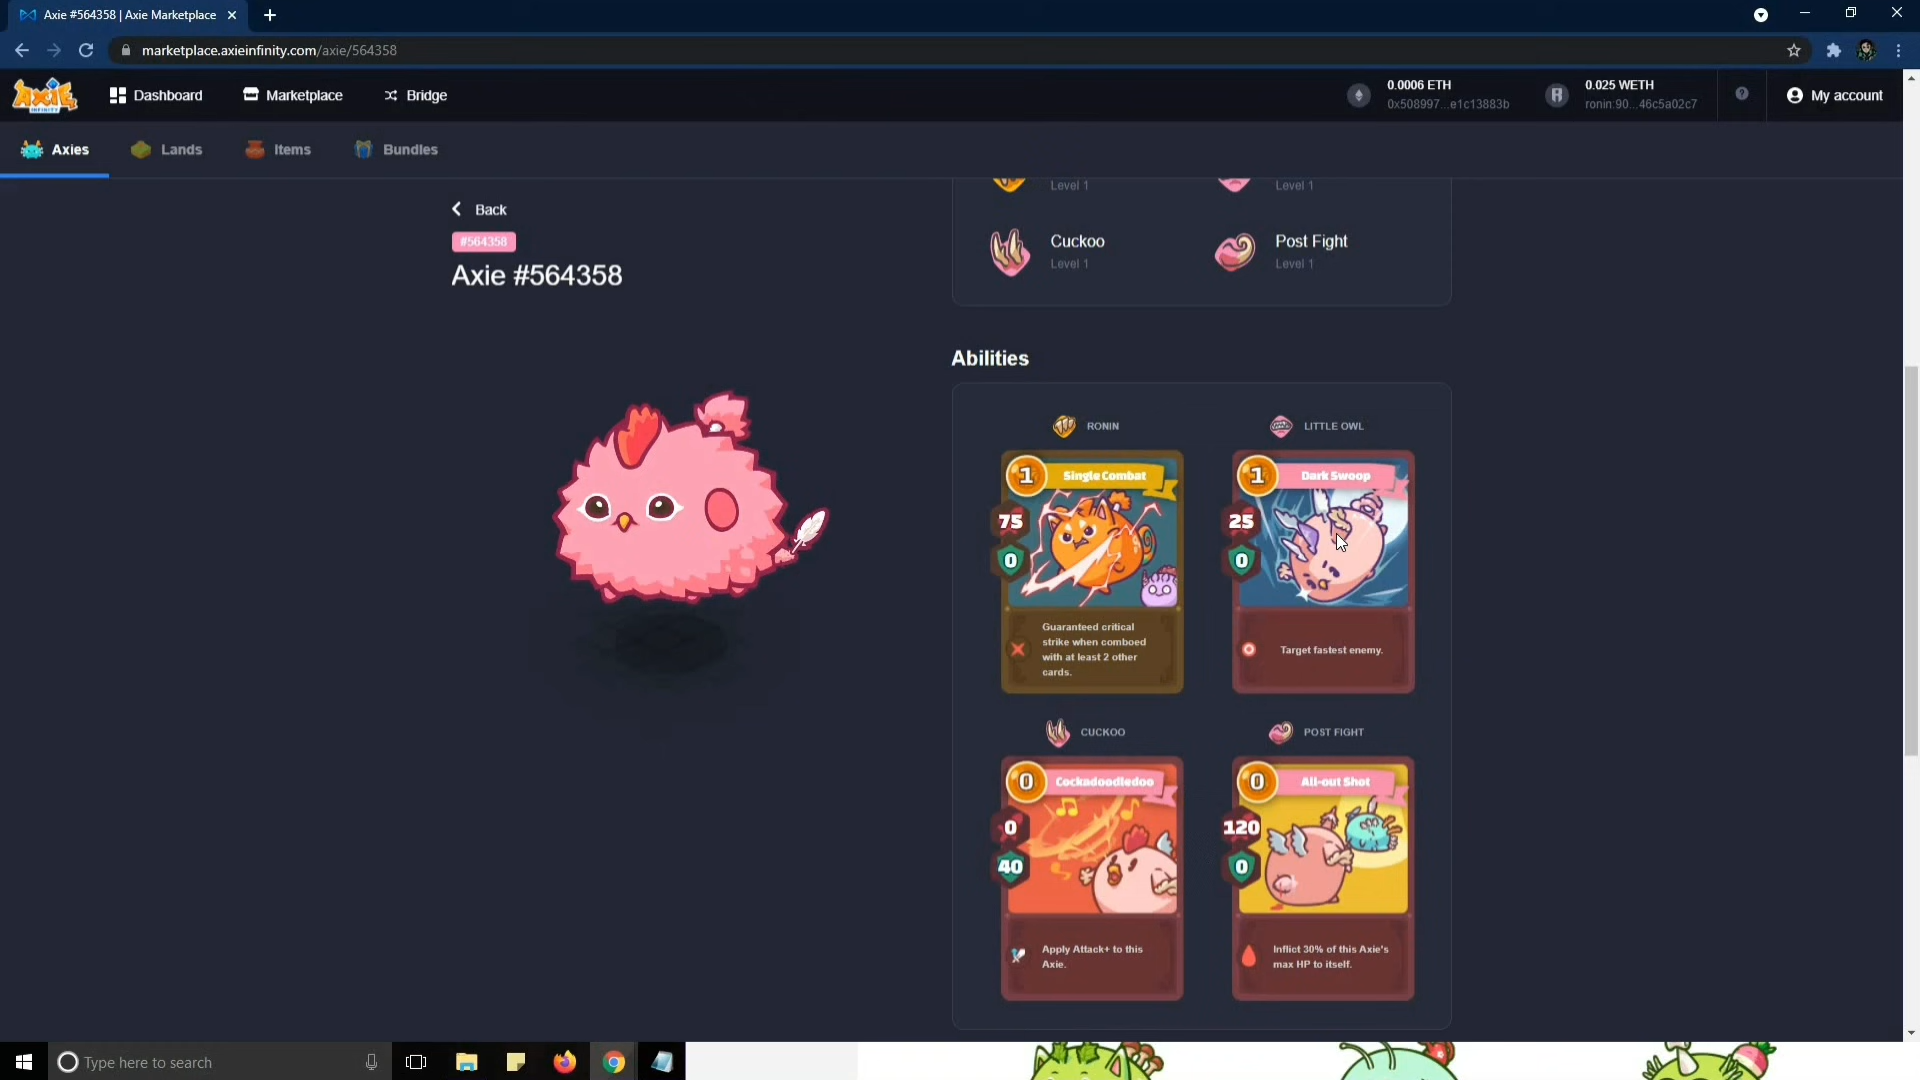 Axie #564358 | Axie Marketplace
marketplace.axieinfinity.com/axie/564358
AXIE
INFINITY
Dashboard
Marketplace
Bridge
0.0006 ETH
0x508997...e1c13883b
0.025 WETH
ronin:90...46c5a02c7
My account
Axies
Lands
Items
Bundles
Back
#564358
Axie #564358
Level 1
Level 1
Cuckoo
Level 1
Post Fight
Level 1
Abilities
RONIN
1
Single Combat
75
0
Guaranteed critical
strike when comboed
with at least 2 other
cards.
LITTLE OWL
1
Dark Swoop
25
0
Target fastest enemy.
CUCKOO
0
Cockadoodledoo
0
40
Apply Attack+ to this
Axie.
POST FIGHT
0
All-out Shot
120
0
Inflict 30% of this Axie's
max HP to itself.
Type here to search